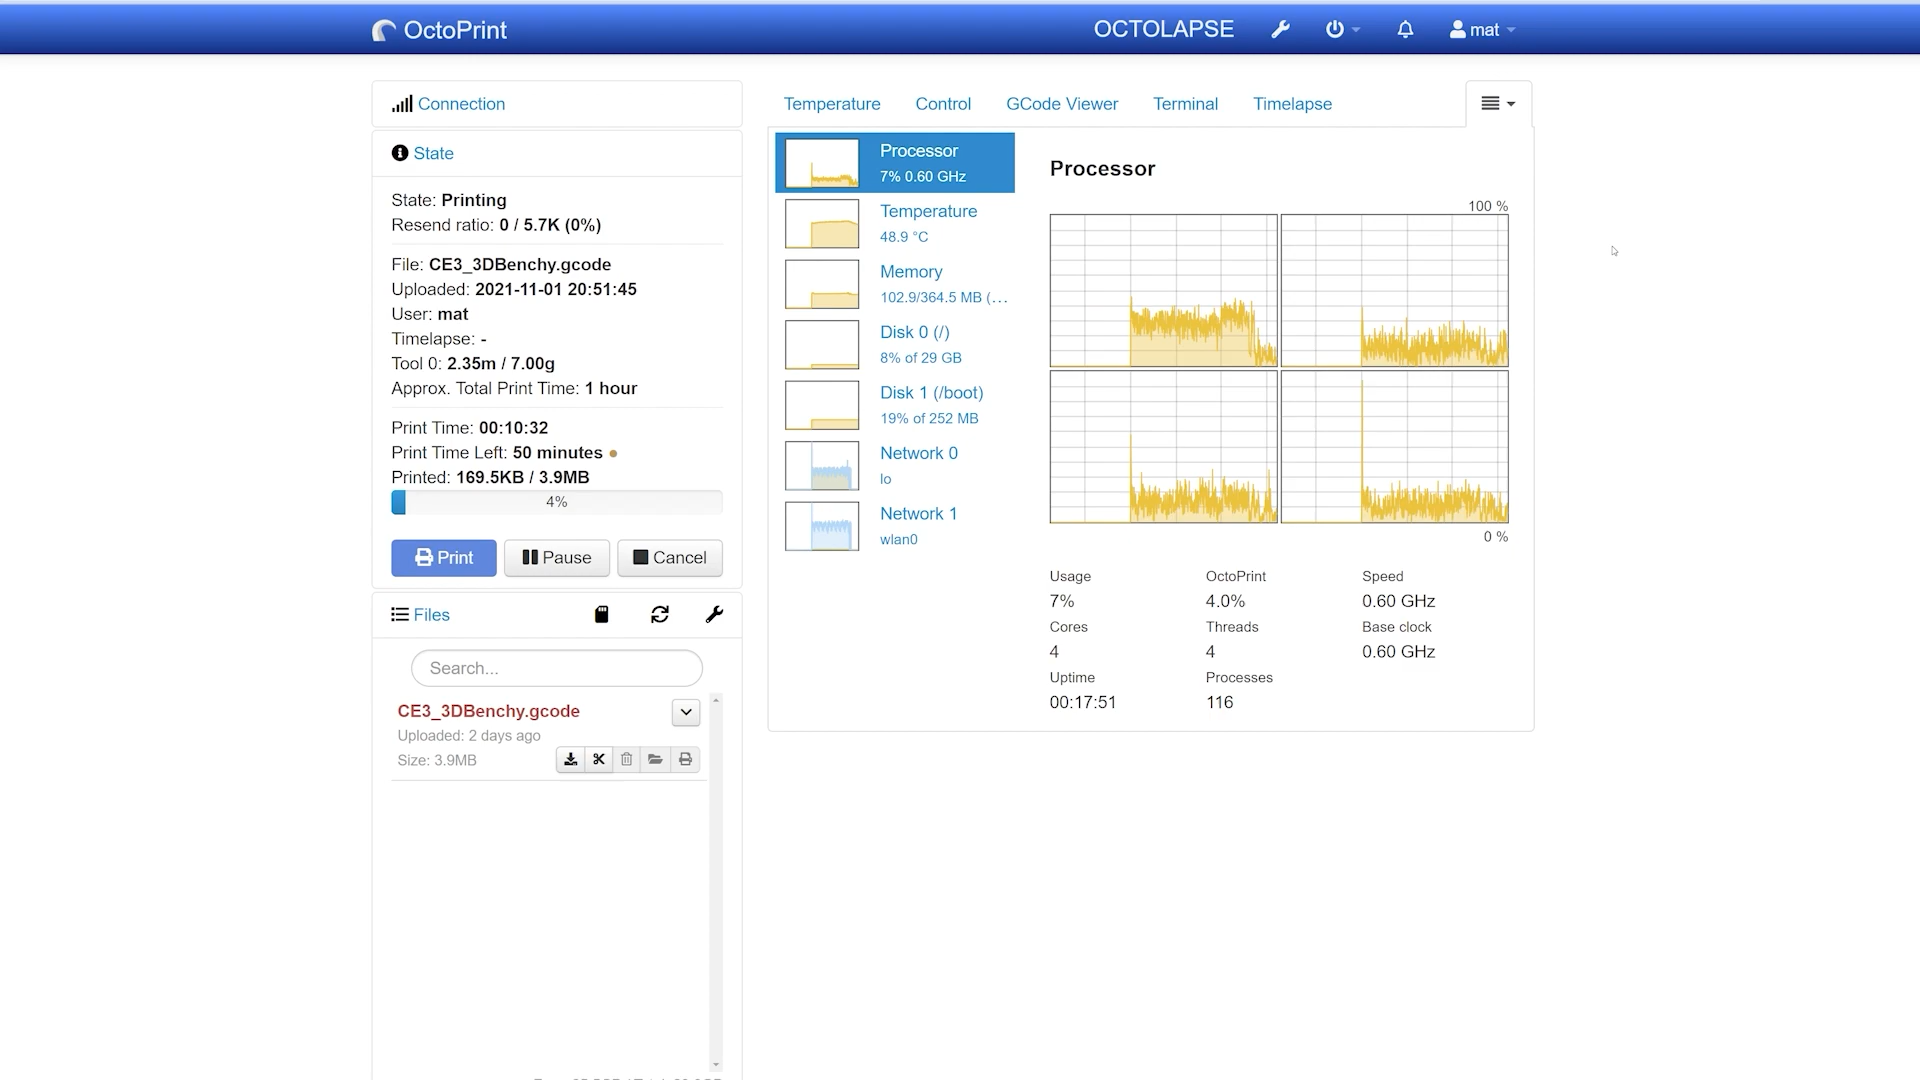 OctoPrint
OCTOLAPSE
mat
Connection
State
State: Printing
Resend ratio: 0 / 5.7K (0%)
File: CE3_3DBenchy.gcode
Uploaded: 2021-11-01 20:51:45
User: mat
Timelapse: -
Tool 0: 2.35m / 7.00g
Approx. Total Print Time: 1 hour
Print Time: 00:10:32
Print Time Left: 50 minutes
Printed: 169.5KB / 3.9MB
4%
Print Pause Cancel
Files
Search...
CE3_3DBenchy.gcode
Uploaded: 2 days ago
Size: 3.9MB
Temperature Control GCode Viewer Terminal Timelapse
Processor
7% 0.60 GHz
Temperature
48.9 °C
Memory
102.9/364.5 MB (...
Disk 0 (/)
8% of 29 GB
Disk 1 (/boot)
19% of 252 MB
Network 0
lo
Network 1
wlan0
Processor
100 %
0 %
Usage OctoPrint Speed
7% 4.0% 0.60 GHz
Cores Threads Base clock
4 4 0.60 GHz
Uptime Processes
00:17:51 116